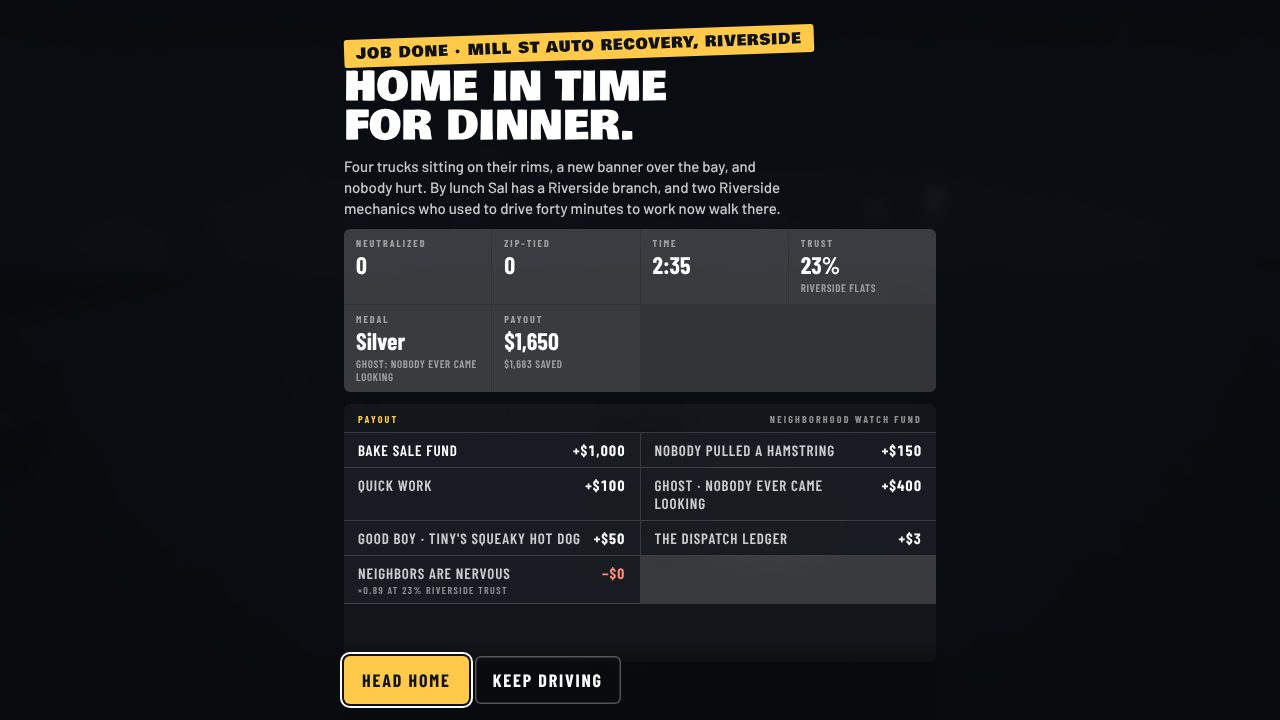 JOB DONE · MILL ST AUTO RECOVERY, RIVERSIDE
HOME IN TIME
FOR DINNER.
Four trucks sitting on their rims, a new banner over the bay, and
nobody hurt. By lunch Sal has a Riverside branch, and two Riverside
mechanics who used to drive forty minutes to work now walk there.
NEUTRALIZED
0
ZIP-TIED
0
TIME
2:35
TRUST
23%
RIVERSIDE FLATS
MEDAL
Silver
GHOST: NOBODY EVER CAME
LOOKING
PAYOUT
$1,650
$1,683 SAVED
PAYOUT
NEIGHBORHOOD WATCH FUND
BAKE SALE FUND +$1,000
NOBODY PULLED A HAMSTRING +$150
QUICK WORK +$100
GHOST · NOBODY EVER CAME
LOOKING
+$400
GOOD BOY · TINY'S SQUEAKY HOT DOG +$50
THE DISPATCH LEDGER +$3
NEIGHBORS ARE NERVOUS −$0
×0.89 AT 23% RIVERSIDE TRUST
HEAD HOME
KEEP DRIVING